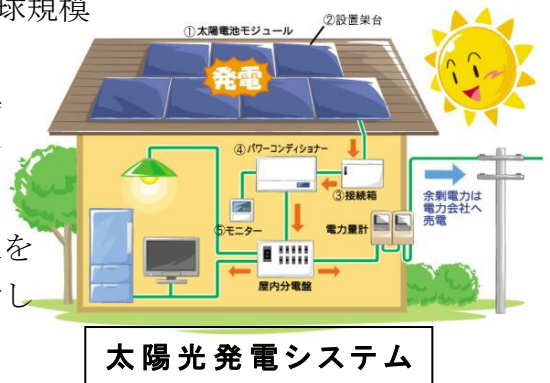 球規模
①太陽電池モジュール
②設置架台
発電
④パワーコンディショナー
③接続箱
⑤モニター
電力量計
余剰電力は
電力会社へ
売電
を
屋内分電盤
し
太陽光発電システム